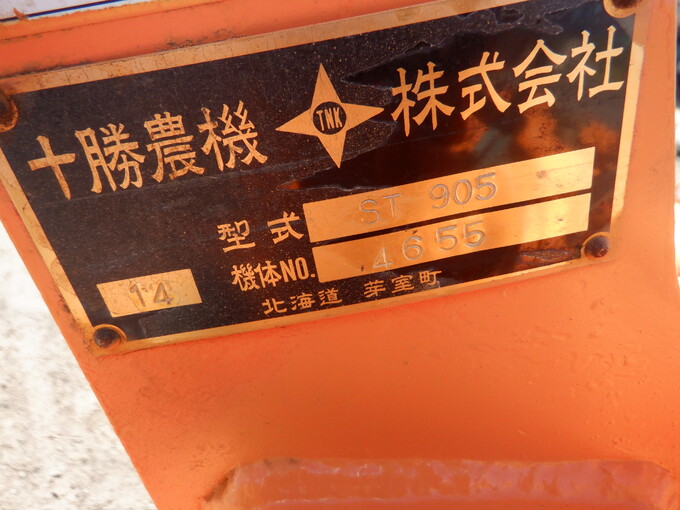 十勝農機 TNK 株式会社
型式 ST 905
機体NO. 4655
14
北海道 芽室町